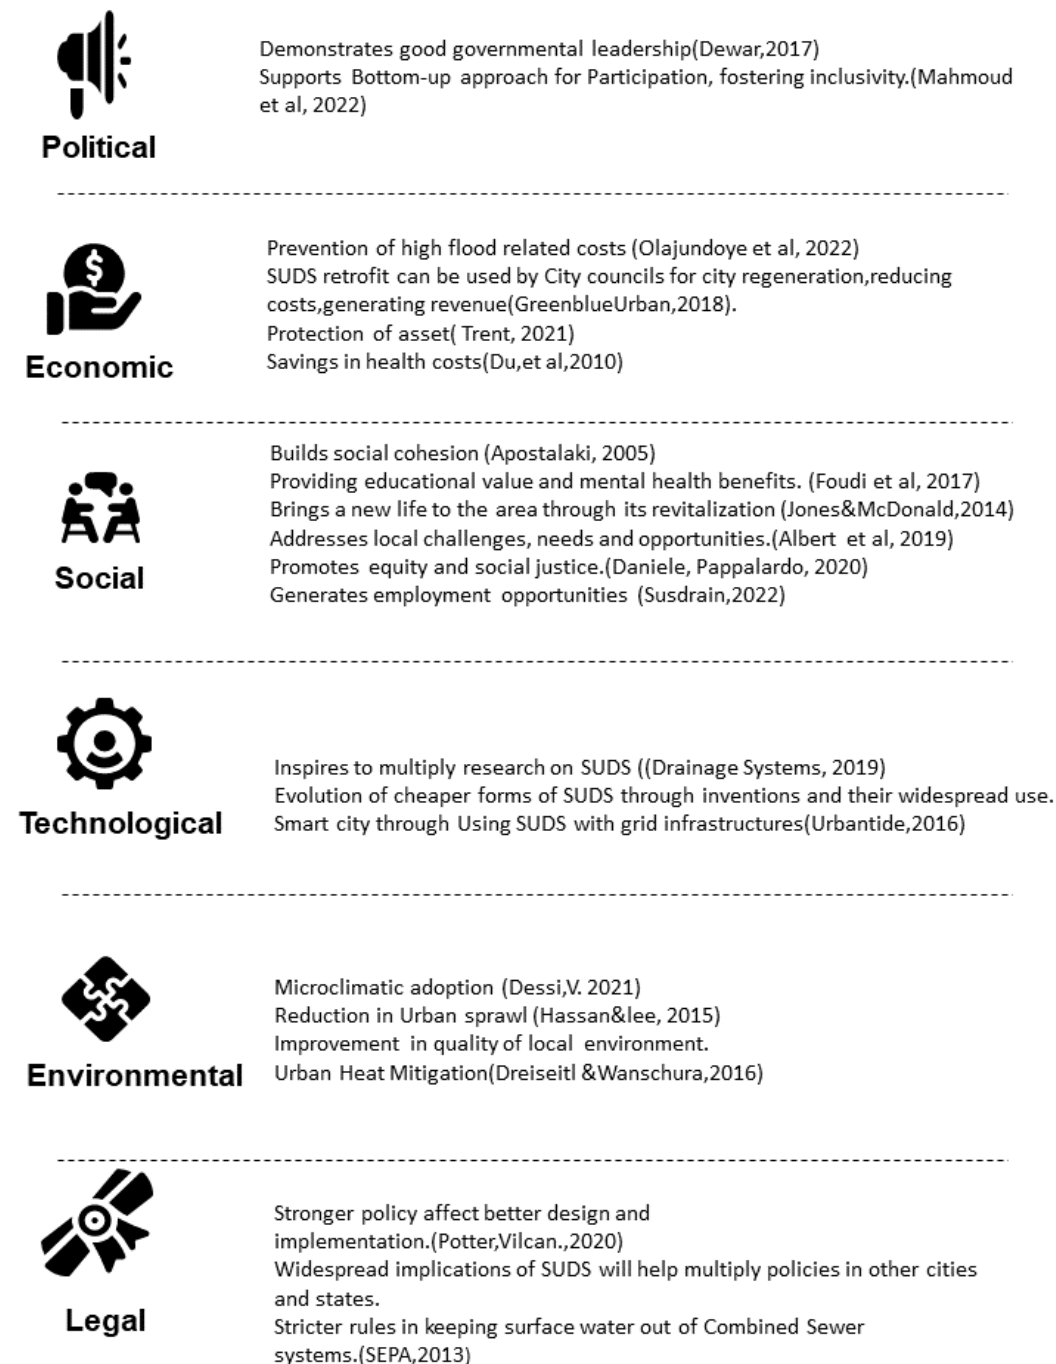 Demonstrates good governmental leadership(Dewar,2017)
Supports Bottom-up approach for Participation, fostering inclusivity.(Mahmoud
et al, 2022)
Political
Prevention of high flood related costs (Olajundoye et al, 2022)
SUDS retrofit can be used by City councils for city regeneration,reducing
costs,generating revenue(GreenblueUrban,2018).
Protection of asset( Trent, 2021)
Savings in health costs(Du,et al,2010)
Economic
Builds social cohesion (Apostalaki, 2005)
Providing educational value and mental health benefits. (Foudi et al, 2017)
Brings a new life to the area through its revitalization (Jones&McDonald,2014)
Addresses local challenges, needs and opportunities.(Albert et al, 2019)
Promotes equity and social justice.(Daniele, Pappalardo, 2020)
Generates employment opportunities (Susdrain,2022)
Social
Inspires to multiply research on SUDS ((Drainage Systems, 2019)
Evolution of cheaper forms of SUDS through inventions and their widespread use.
Smart city through Using SUDS with grid infrastructures(Urbantide,2016)
Technological
Microclimatic adoption (Dessi,V. 2021)
Reduction in Urban sprawl (Hassan&lee, 2015)
Improvement in quality of local environment.
Urban Heat Mitigation(Dreiseitl &Wanschura,2016)
Environmental
Stronger policy affect better design and
implementation.(Potter,Vilcan.,2020)
Widespread implications of SUDS will help multiply policies in other cities
and states.
Stricter rules in keeping surface water out of Combined Sewer
systems.(SEPA,2013)
Legal